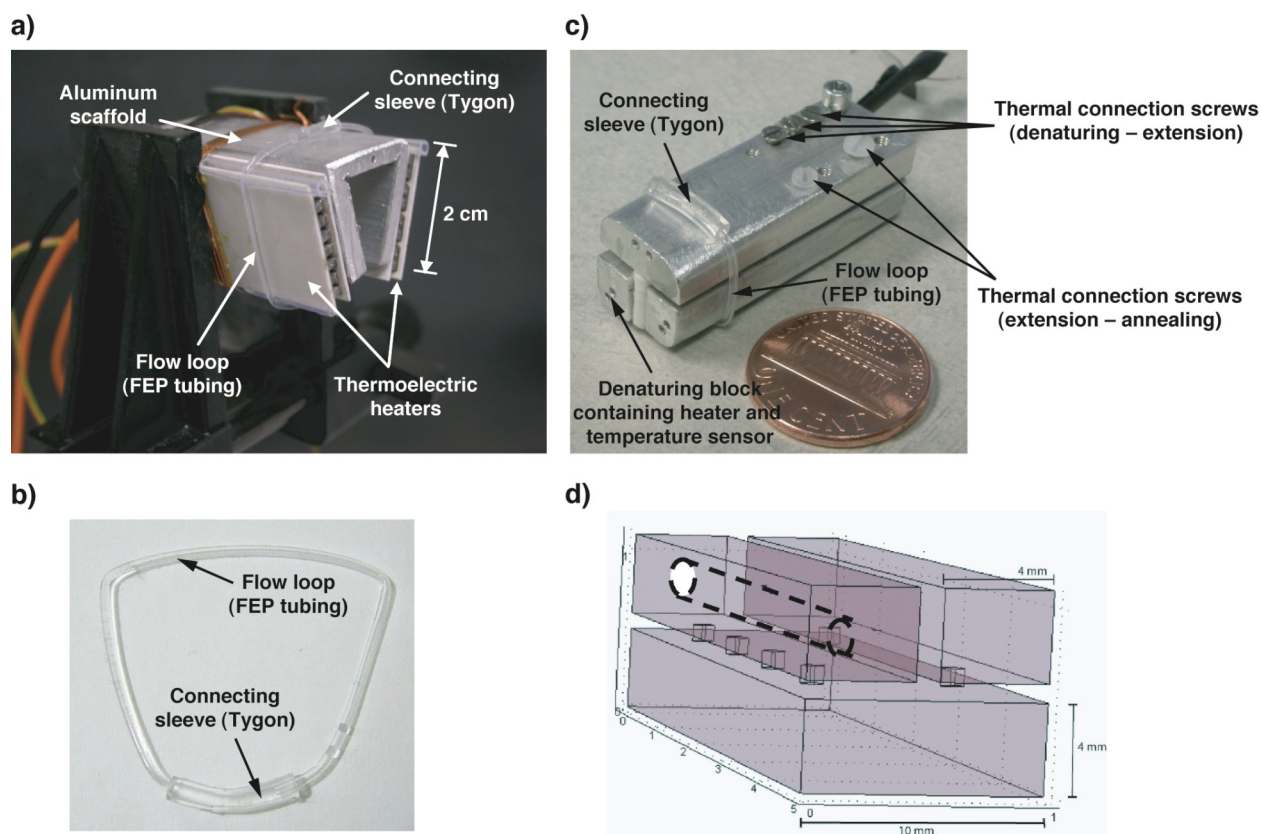 a)
Aluminum
scaffold
Connecting
sleeve (Tygon)
2 cm
Flow loop
(FEP tubing)
Thermoelectric
heaters
b)
Flow loop
(FEP tubing)
Connecting
sleeve (Tygon)
c)
Connecting
sleeve (Tygon)
Thermal connection screws
(denaturing – extension)
Flow loop
(FEP tubing)
Thermal connection screws
(extension – annealing)
Denaturing block
containing heater and
temperature sensor
d)
4 mm
4 mm
1
0
0
1
2
3
4
5
0
1
10 mm